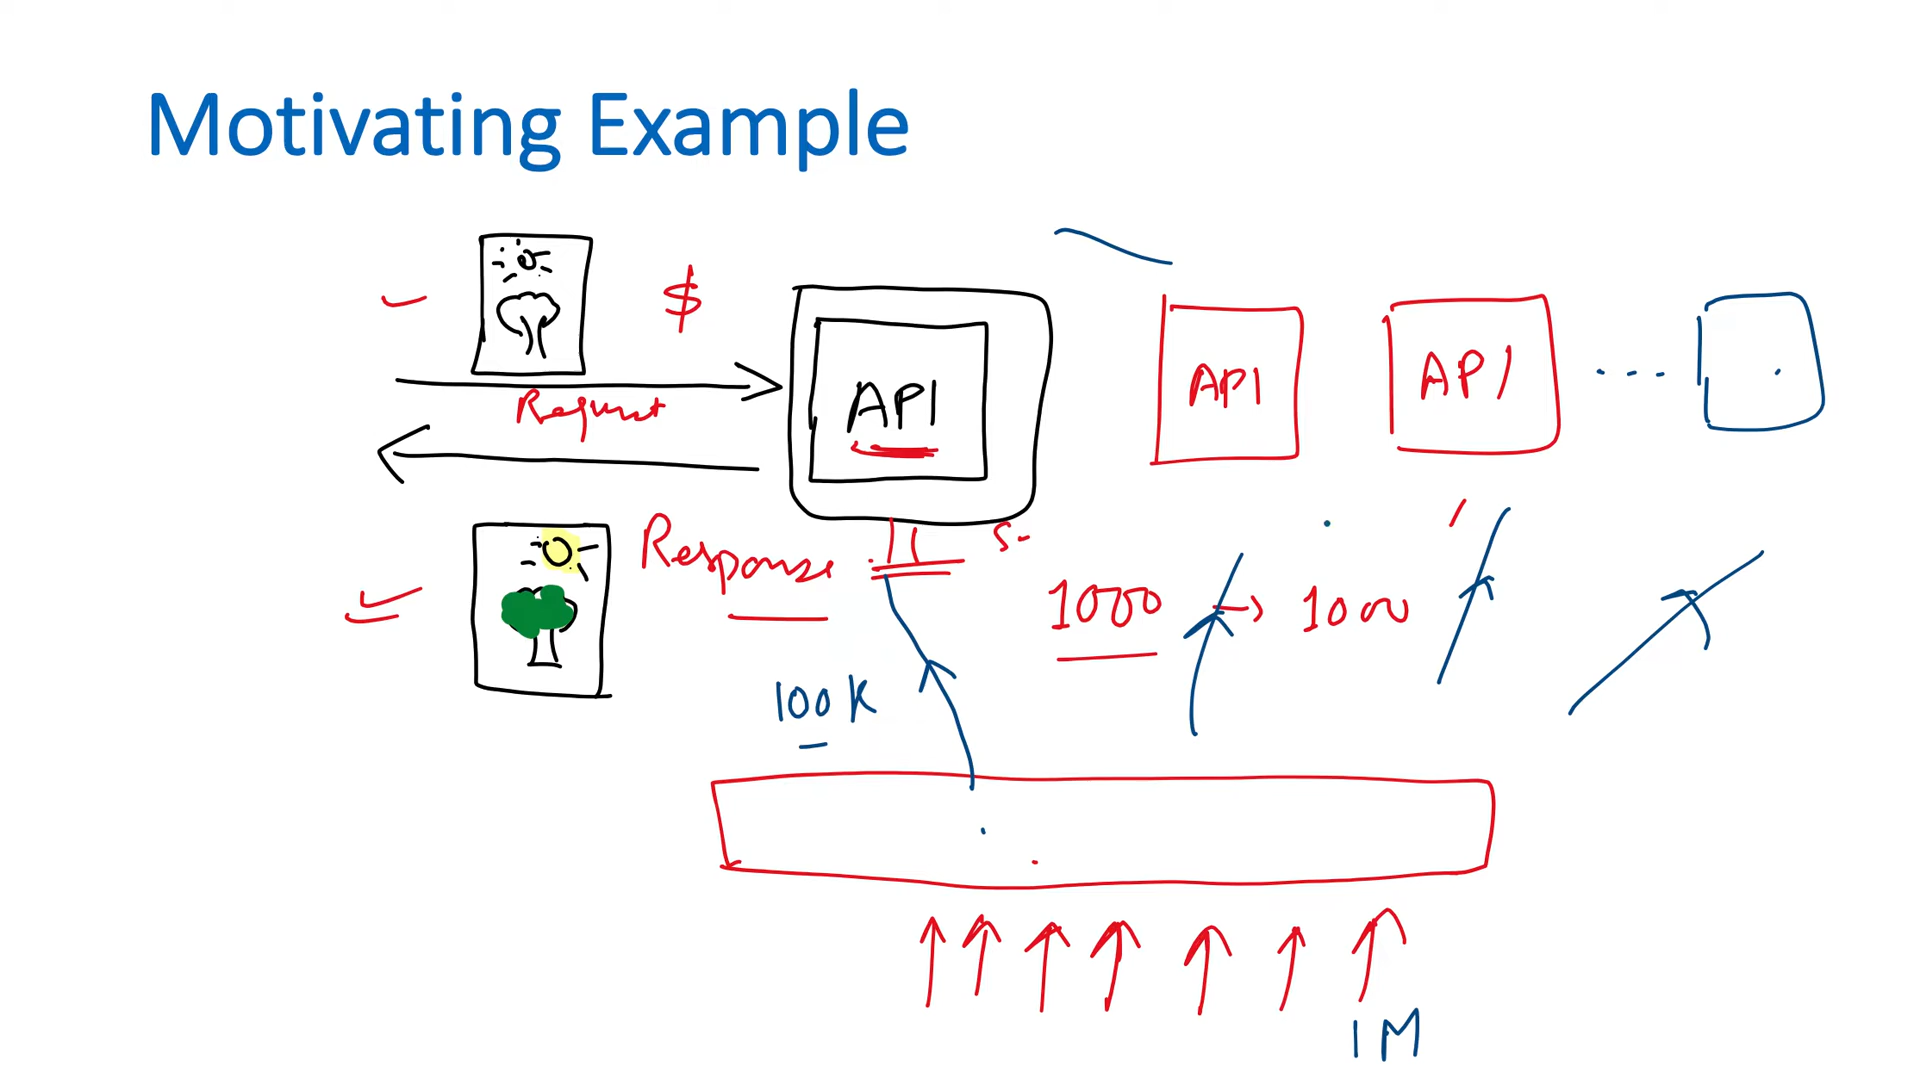 Motivating Example
$
Request
API
API
API
Response
S-
1000 → 1000
100K
1M